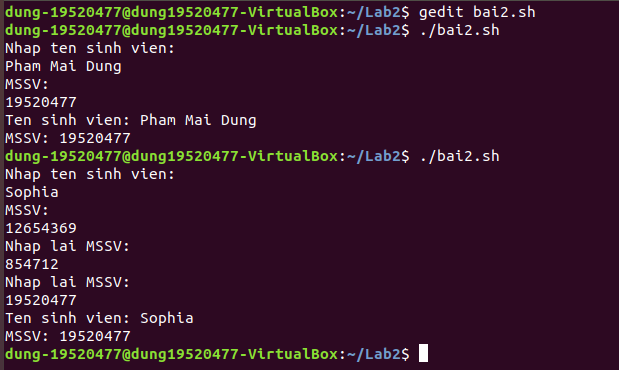 dung-19520477@dung19520477-VirtualBox:~/Lab2$ gedit bai2.sh
dung-19520477@dung19520477-VirtualBox:~/Lab2$ ./bai2.sh
Nhap ten sinh vien:
Pham Mai Dung
MSSV:
19520477
Ten sinh vien: Pham Mai Dung
MSSV: 19520477
dung-19520477@dung19520477-VirtualBox:~/Lab2$ ./bai2.sh
Nhap ten sinh vien:
Sophia
MSSV:
12654369
Nhap lai MSSV:
854712
Nhap lai MSSV:
19520477
Ten sinh vien: Sophia
MSSV: 19520477
dung-19520477@dung19520477-VirtualBox:~/Lab2$